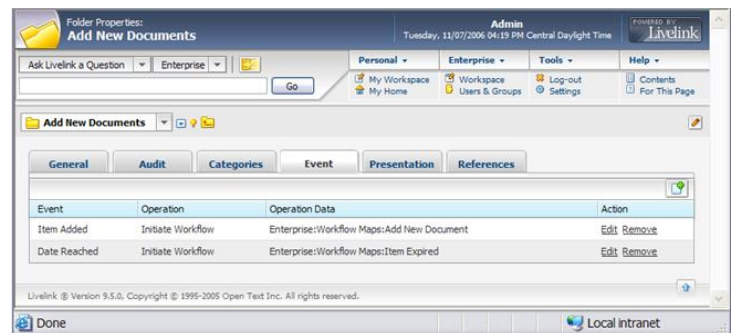 Folder Properties:
Add New Documents
Admin
Tuesday, 11/07/2006 04:19 PM Central Daylight Time
POWERED BY
Livelink
Ask Livelink a Question
Enterprise
Go
Personal
Enterprise
Tools
Help
My Workspace
Workspace
Log-out
Contents
My Home
Users & Groups
Settings
For This Page
Add New Documents
General
Audit
Categories
Event
Presentation
References
Event Operation Operation Data Action
Item Added Initiate Workflow Enterprise:Workflow Maps:Add New Document Edit Remove
Date Reached Initiate Workflow Enterprise:Workflow Maps:Item Expired Edit Remove
Livelink ® Version 9.5.0, Copyright © 1995-2005 Open Text Inc. All rights reserved.
Done
Local intranet